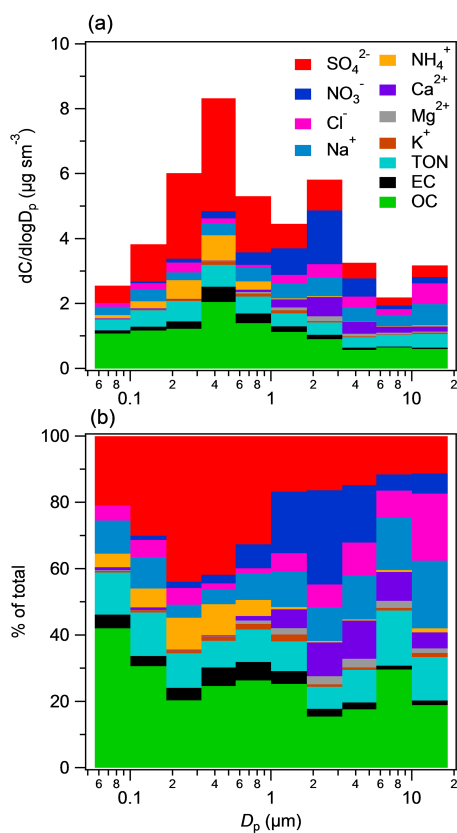 (a)
10
8
6
4
2
0
dC/dlogDp (µg sm-3)
SO₄²⁻
NO₃⁻
Cl⁻
Na⁺
NH₄⁺
Ca²⁺
Mg²⁺
K⁺
TON
EC
OC
6 8 0.1 2 4 6 8 1 2 4 6 8 10 2
(b)
100
80
60
40
20
0
% of total
6 8 0.1 2 4 6 8 1 2 4 6 8 10 2
Dp (µm)